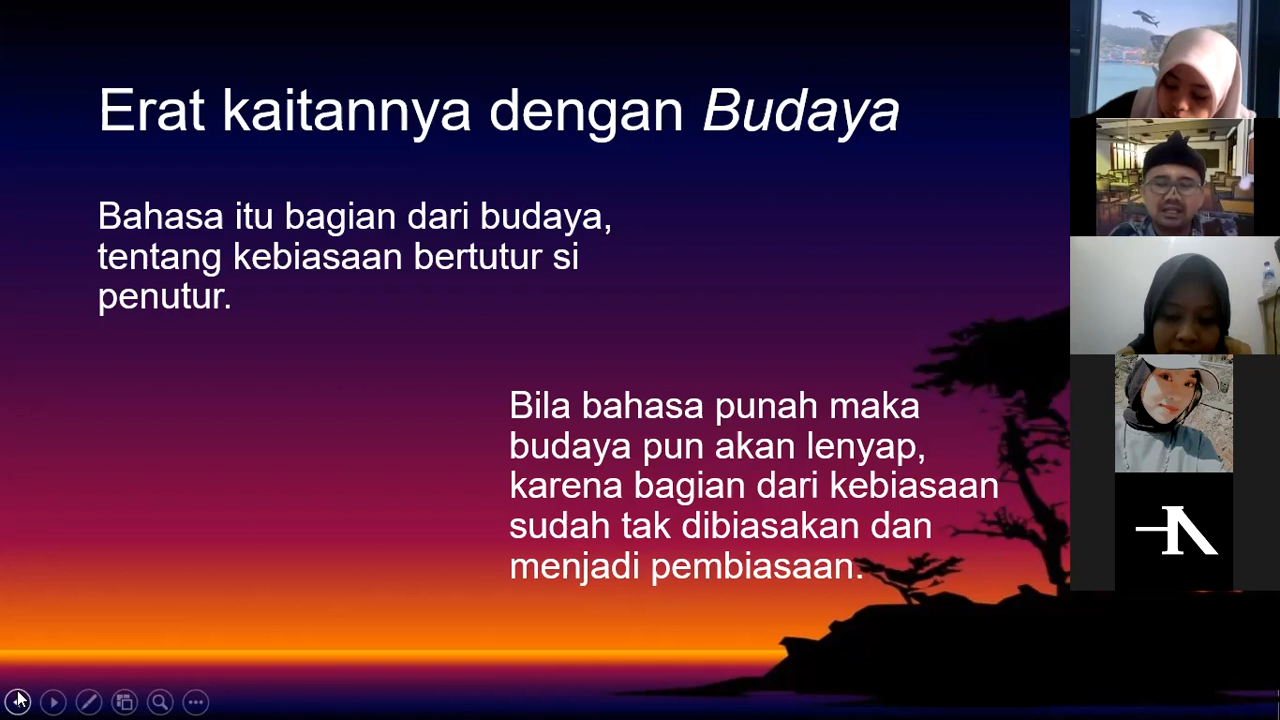 Erat kaitannya dengan Budaya
Bahasa itu bagian dari budaya,
tentang kebiasaan bertutur si
penutur.
Bila bahasa punah maka
budaya pun akan lenyap,
karena bagian dari kebiasaan
sudah tak dibiasakan dan
menjadi pembiasaan.